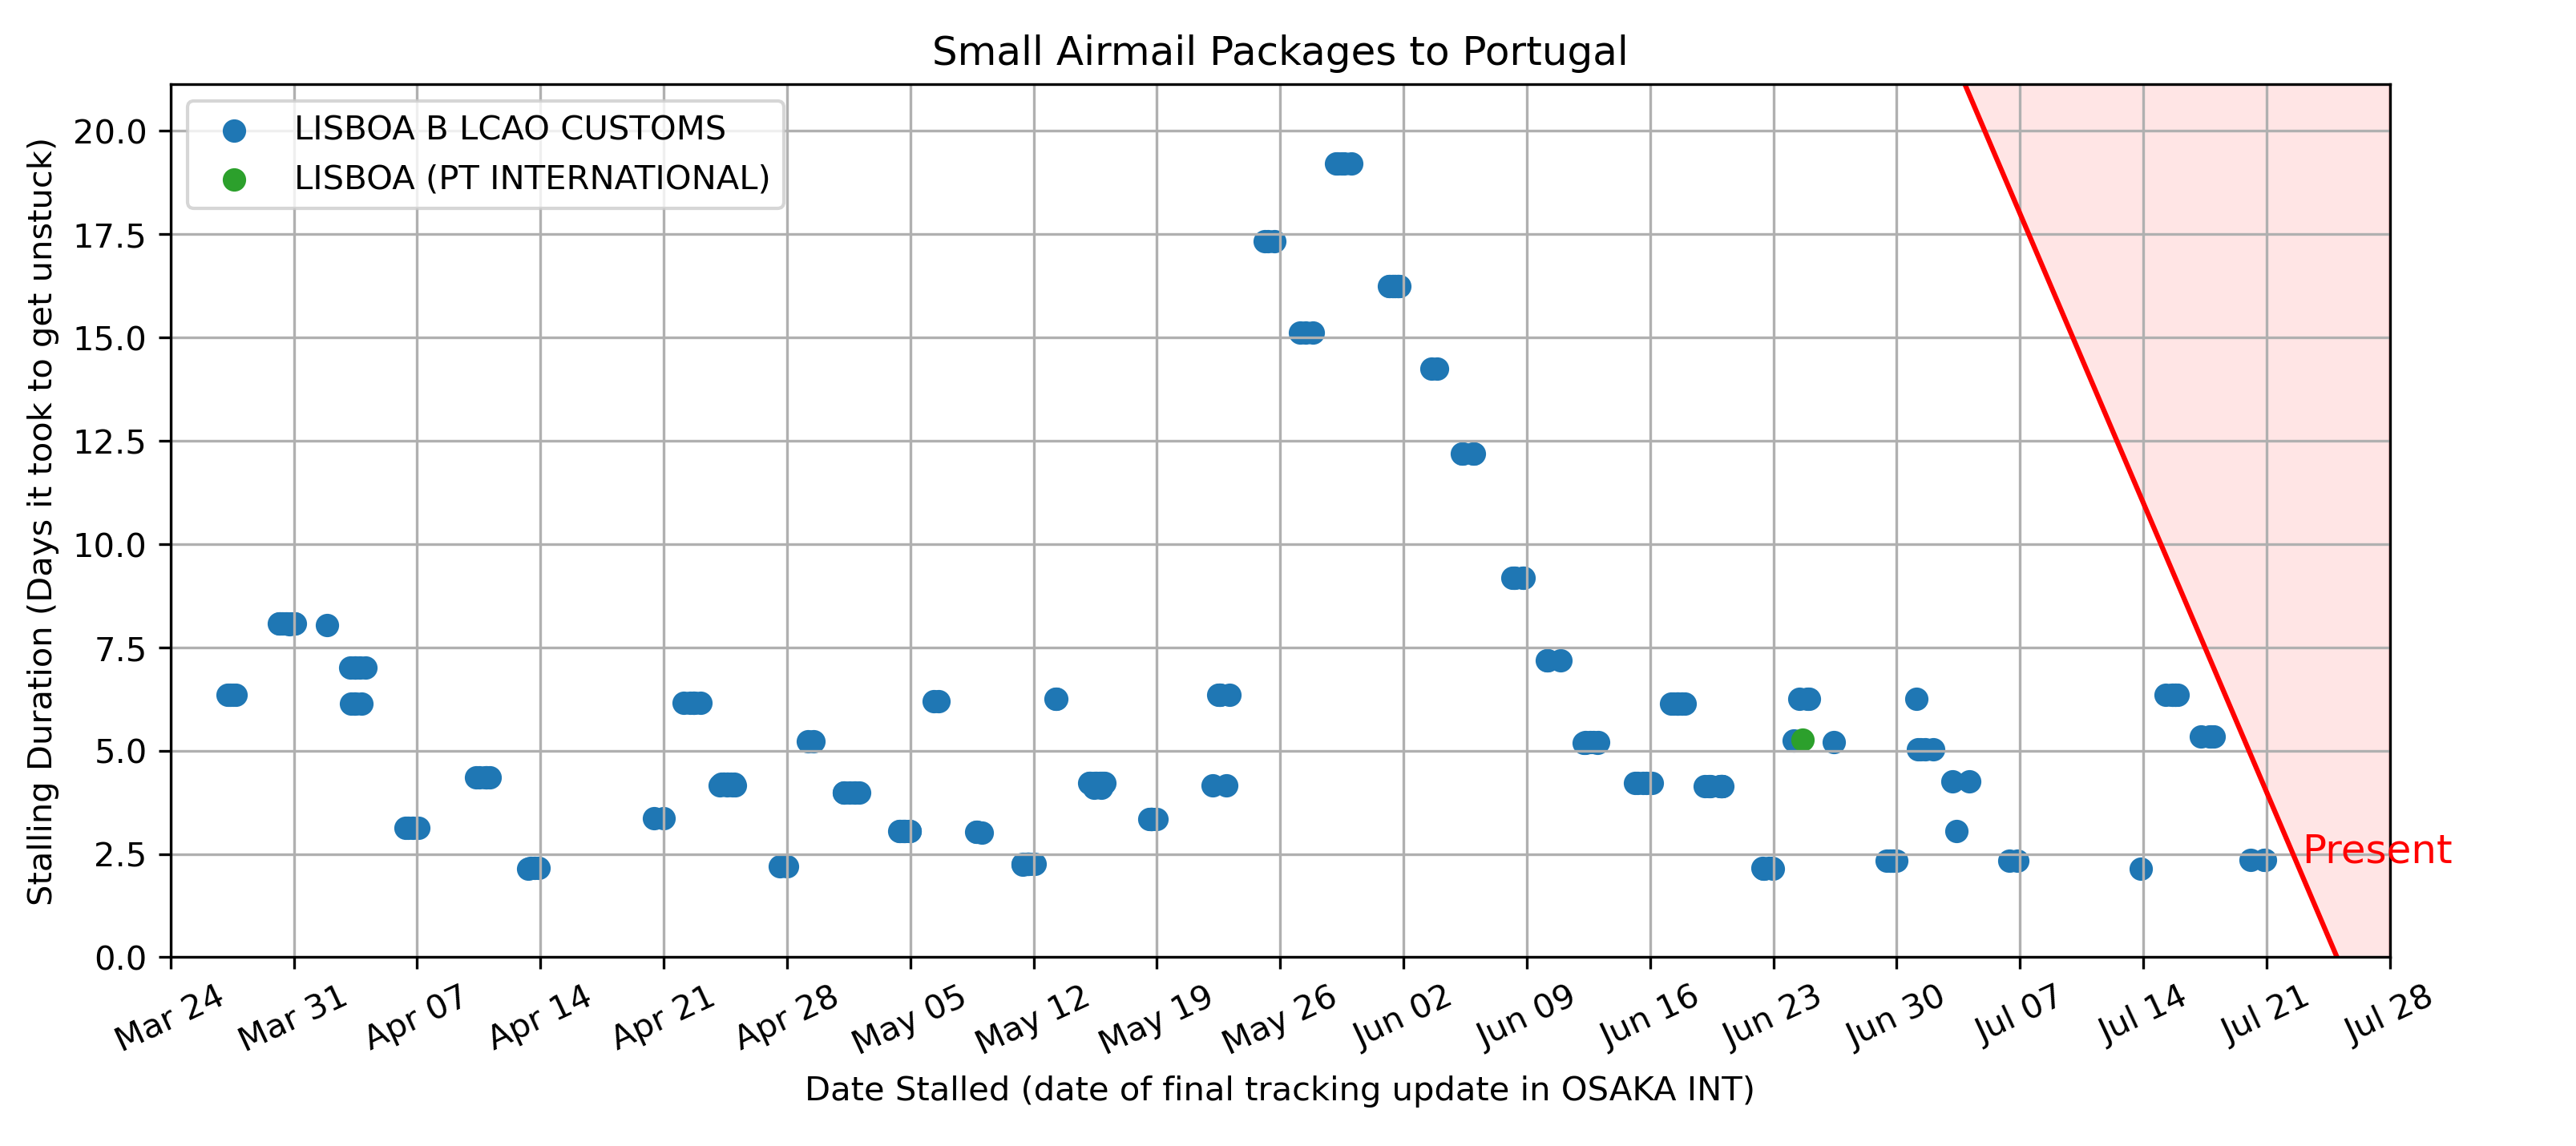 Small Airmail Packages to Portugal
LISBOA B LCAO CUSTOMS
LISBOA (PT INTERNATIONAL)
Stalling Duration (Days it took to get unstuck)
20.0
17.5
15.0
12.5
10.0
7.5
5.0
2.5
0.0
Present
Mar 24 Mar 31 Apr 07 Apr 14 Apr 21 Apr 28 May 05 May 12 May 19 May 26 Jun 02 Jun 09 Jun 16 Jun 23 Jun 30 Jul 07 Jul 14 Jul 21 Jul 28
Date Stalled (date of final tracking update in OSAKA INT)